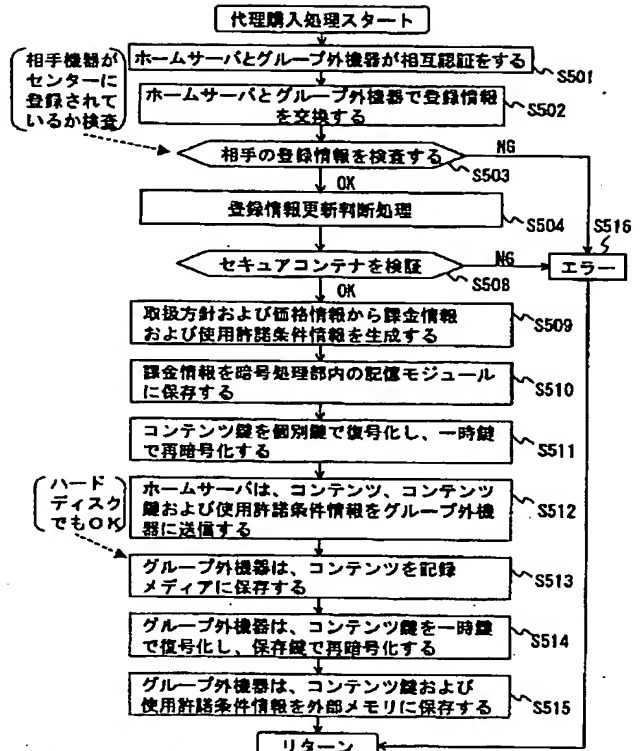 代理購入処理スタート
相手機器が
センターに
登録されて
いるか検査
ホームサーバとグループ外機器が相互認証をする
S501
ホームサーバとグループ外機器で登録情報
を交換する
S502
相手の登録情報を検査する
NG
S503
OK
登録情報更新判断処理
S504
S516
エラー
セキュアコンテナを検証
NG
S508
OK
取扱方針および価格情報から課金情報
および使用許諾条件情報を生成する
S509
課金情報を暗号処理部内の記憶モジュール
に保存する
S510
コンテンツ鍵を個別鍵で復号化し、一時鍵
で再暗号化する
S511
ハード
ディスク
でもOK
ホームサーバは、コンテンツ、コンテンツ
鍵および使用許諾条件情報をグループ外機
器に送信する
S512
グループ外機器は、コンテンツを記録
メディアに保存する
S513
グループ外機器は、コンテンツ鍵を一時鍵
で復号化し、保存鍵で再暗号化する
S514
グループ外機器は、コンテンツ鍵および
使用許諾条件情報を外部メモリに保存する
S515
リターン